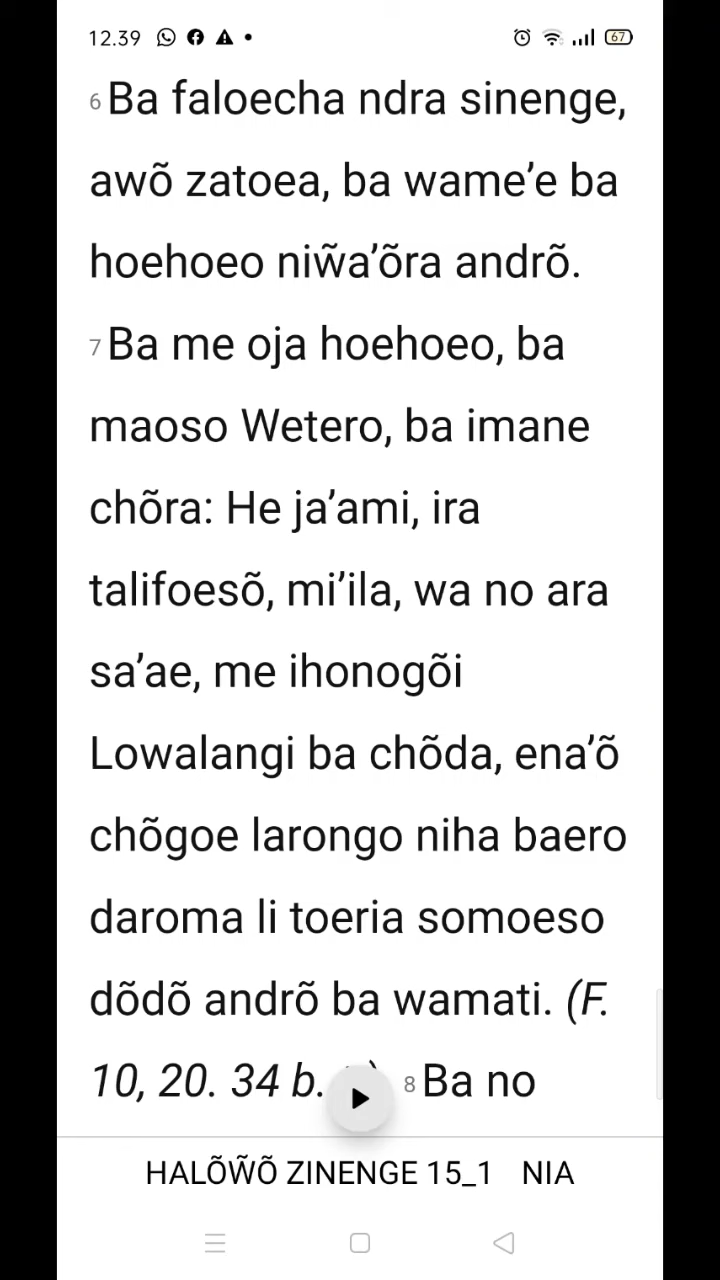 12.39 67
6 Ba faloecha ndra sinenge,
awõ zatoea, ba wame’e ba
hoehoeo niw̃a’õra andrõ.
7 Ba me oja hoehoeo, ba
maoso Wetero, ba imane
chõra: He ja’ami, ira
talifoesõ, mi’ila, wa no ara
sa’ae, me ihonogõi
Lowalangi ba chõda, ena’õ
chõgoe larongo niha baero
daroma li toeria somoeso
dõdõ andrõ ba wamati. (F.
10, 20. 34 b. 8 Ba no
HALÕW̃Õ ZINENGE 15_1 NIA